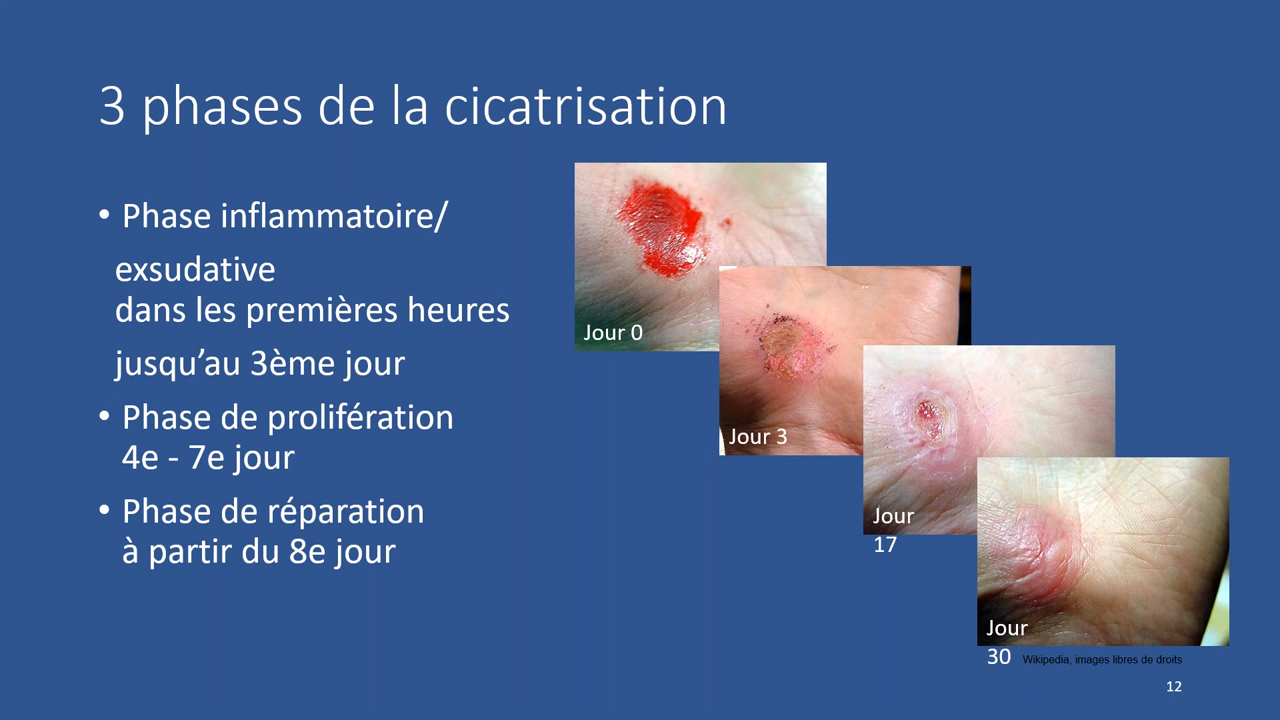 3 phases de la cicatrisation
• Phase inflammatoire/
exsudative
dans les premières heures
jusqu’au 3ème jour
• Phase de prolifération
4e - 7e jour
• Phase de réparation
à partir du 8e jour
Jour 0
Jour 3
Jour
17
Jour
30
Wikipedia, images libres de droits
12